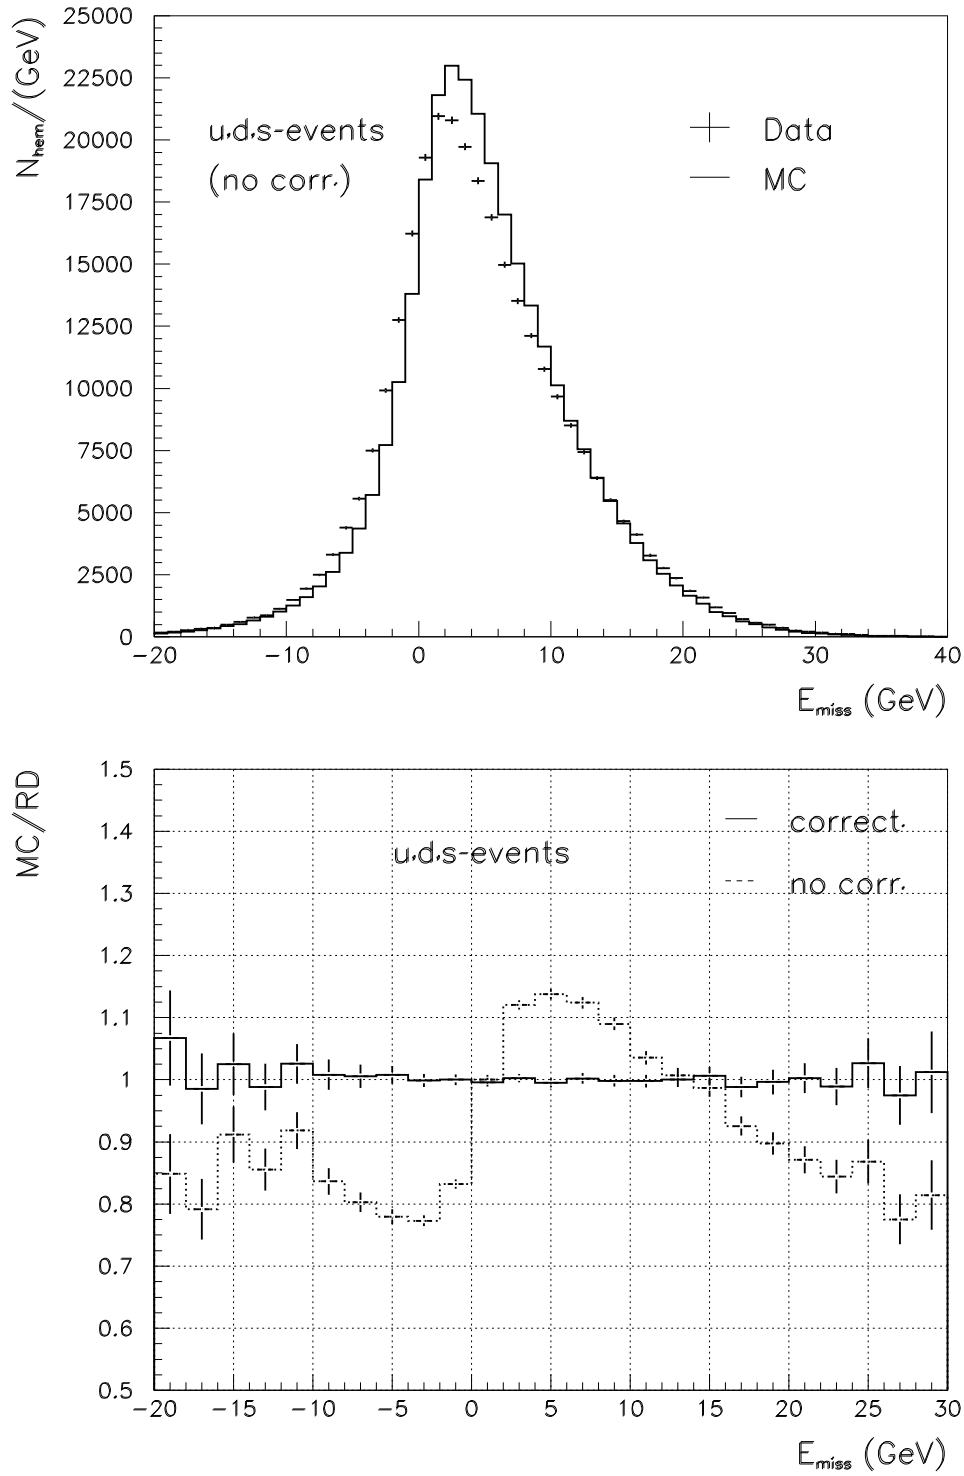 N_hem/(GeV)
25000
22500
20000
17500
15000
12500
10000
7500
5000
2500
0
u.d.s-events
(no corr.)
Data
MC
-20 -10 0 10 20 30 40
E_miss (GeV)
MC/RD
1.5
1.4
1.3
1.2
1.1
1
0.9
0.8
0.7
0.6
0.5
correct.
u.d.s-events
no corr.
-20 -15 -10 -5 0 5 10 15 20 25 30
E_miss (GeV)